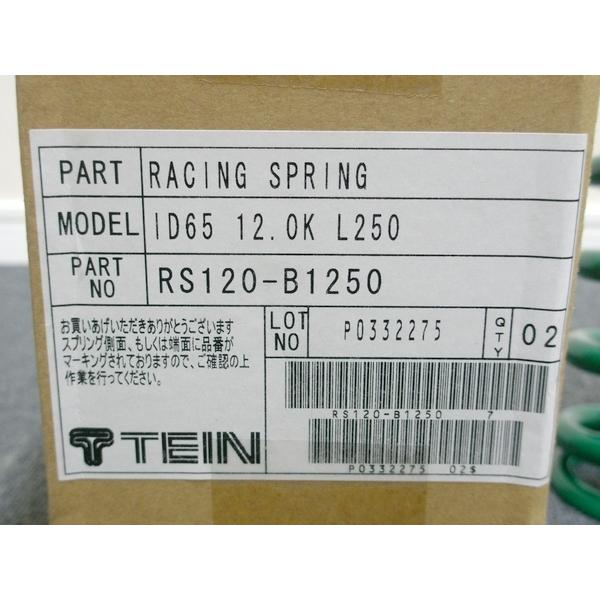 PART RACING SPRING
MODEL ID65 12.0K L250
PART NO RS120-B1250
お買いあげいただきありがとうございます
スプリング側面、もしくは端面に品番が
マーキングされておりますので、ご確認の上
作業を行ってください。
LOT NO P0332275 QTY 02
RS120-B1250 7
P0332275 02$
TEIN